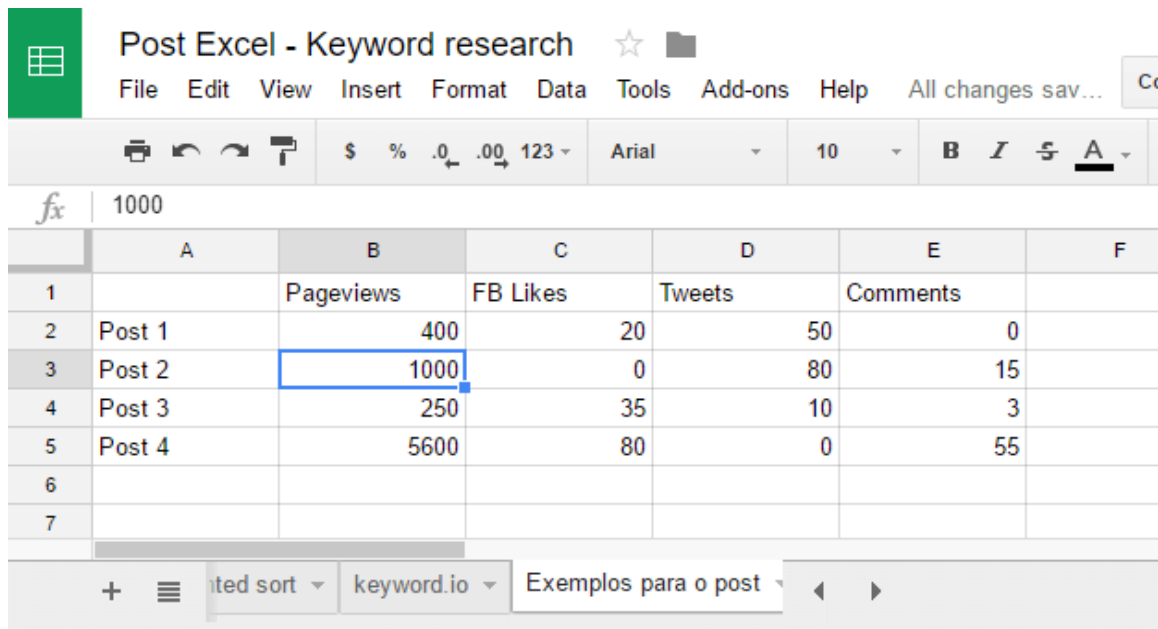 Post Excel - Keyword research
File Edit View Insert Format Data Tools Add-ons Help All changes sav...
$ % .0 .00 123 Arial 10 B I S A
fx 1000
A B C D E F
1 Pageviews FB Likes Tweets Comments
2 Post 1 400 20 50 0
3 Post 2 1000 0 80 15
4 Post 3 250 35 10 3
5 Post 4 5600 80 0 55
6
7
+ sort keyword.io Exemplos para o post